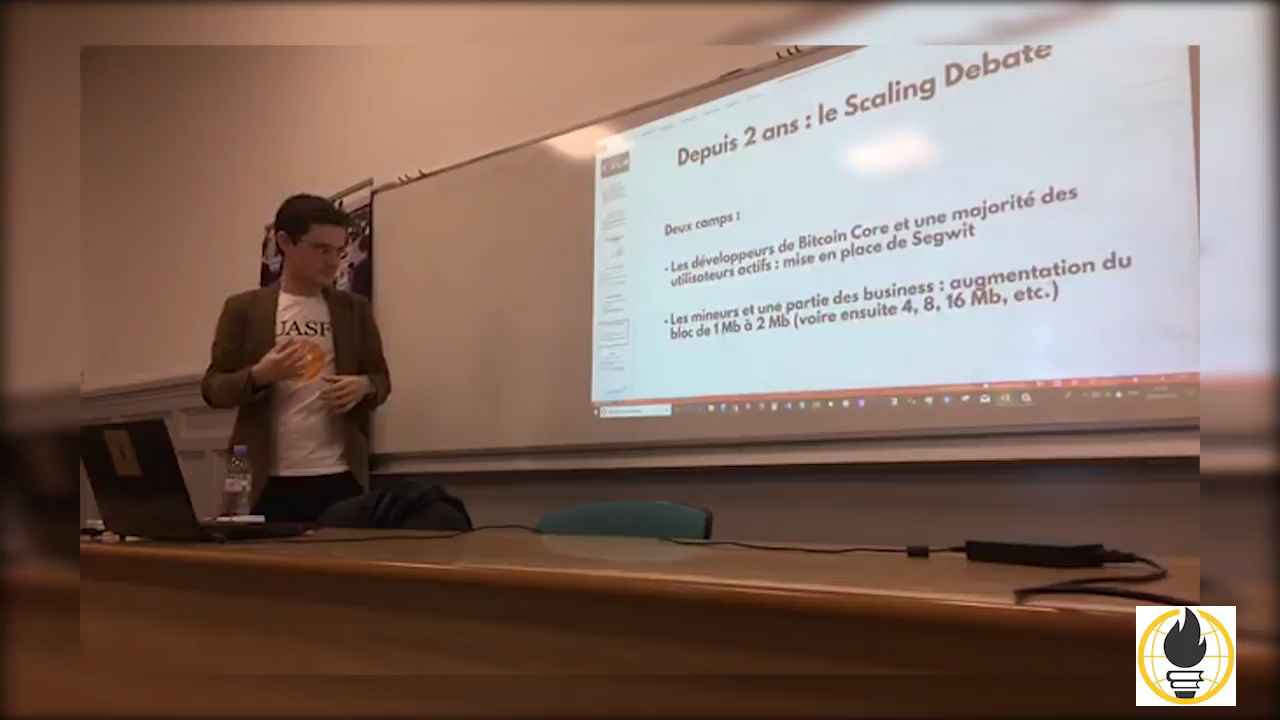 Depuis 2 ans : le Scaling Debate
Deux camps :
- Les développeurs de Bitcoin Core et une majorité des
utilisateurs actifs : mise en place de Segwit
- Les mineurs et une partie des business : augmentation du
bloc de 1 Mb à 2 Mb (voire ensuite 4, 8, 16 Mb, etc.)
UASF